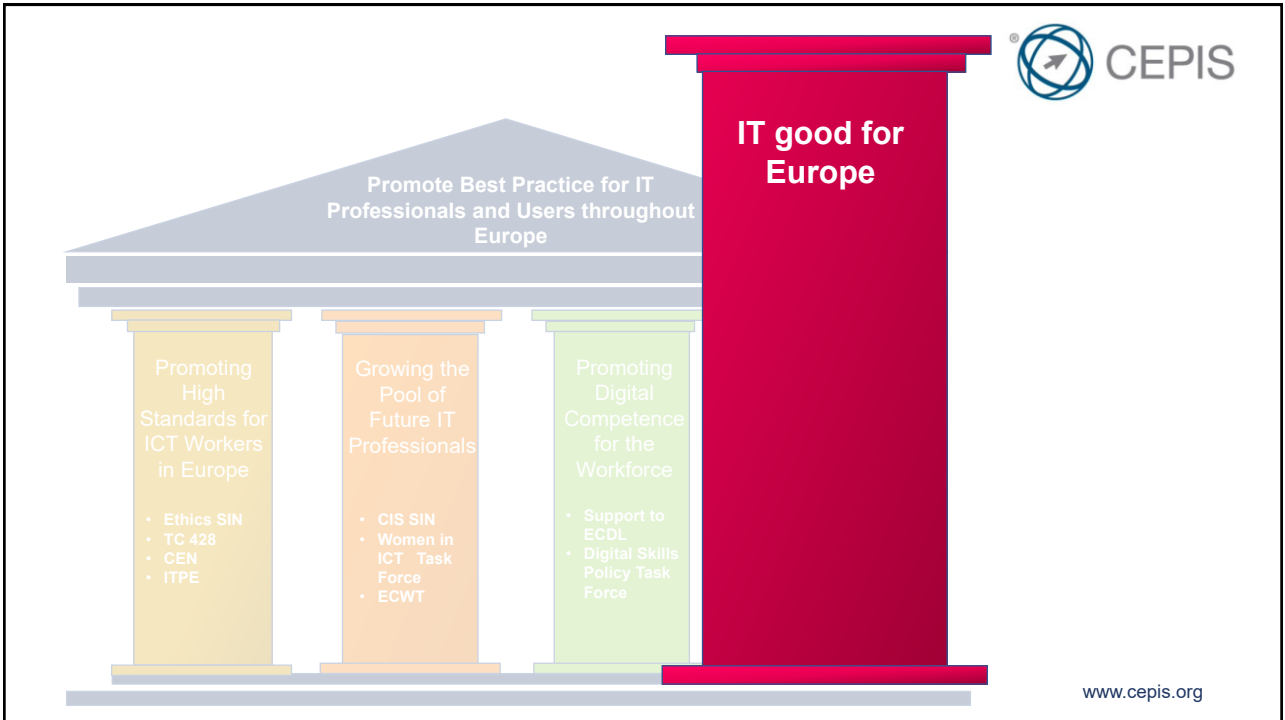 ® CEPIS
IT good for
Europe
Promote Best Practice for IT
Professionals and Users throughout
Europe
Promoting
High
Standards for
ICT Workers
in Europe
• Ethics SIN
• TC 428
• CEN
• ITPE
Growing the
Pool of
Future IT
Professionals
• CIS SIN
• Women in
ICT Task
Force
• ECWT
Promoting
Digital
Competence
for the
Workforce
• Support to
ECDL
• Digital Skills
Policy Task
Force
www.cepis.org